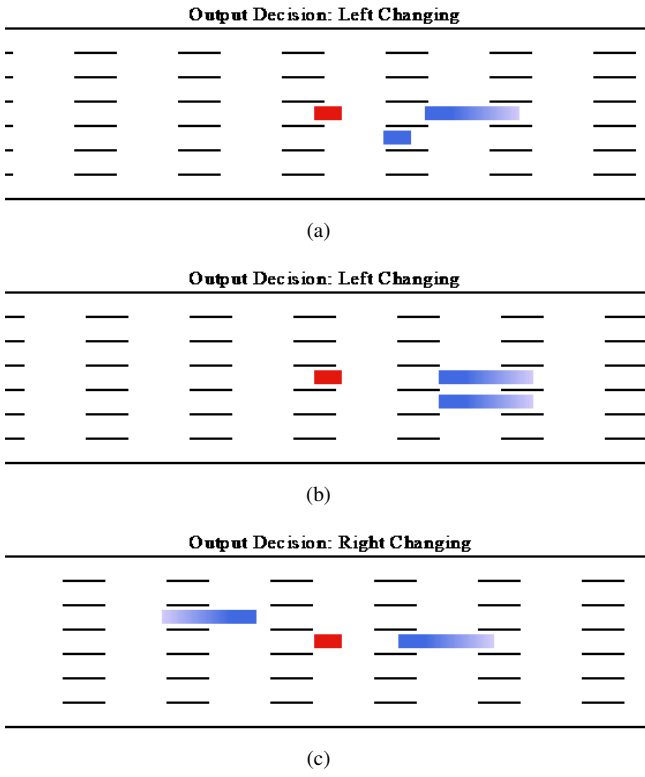 Output Decision: Left Changing
(a)
Output Decision: Left Changing
(b)
Output Decision: Right Changing
(c)